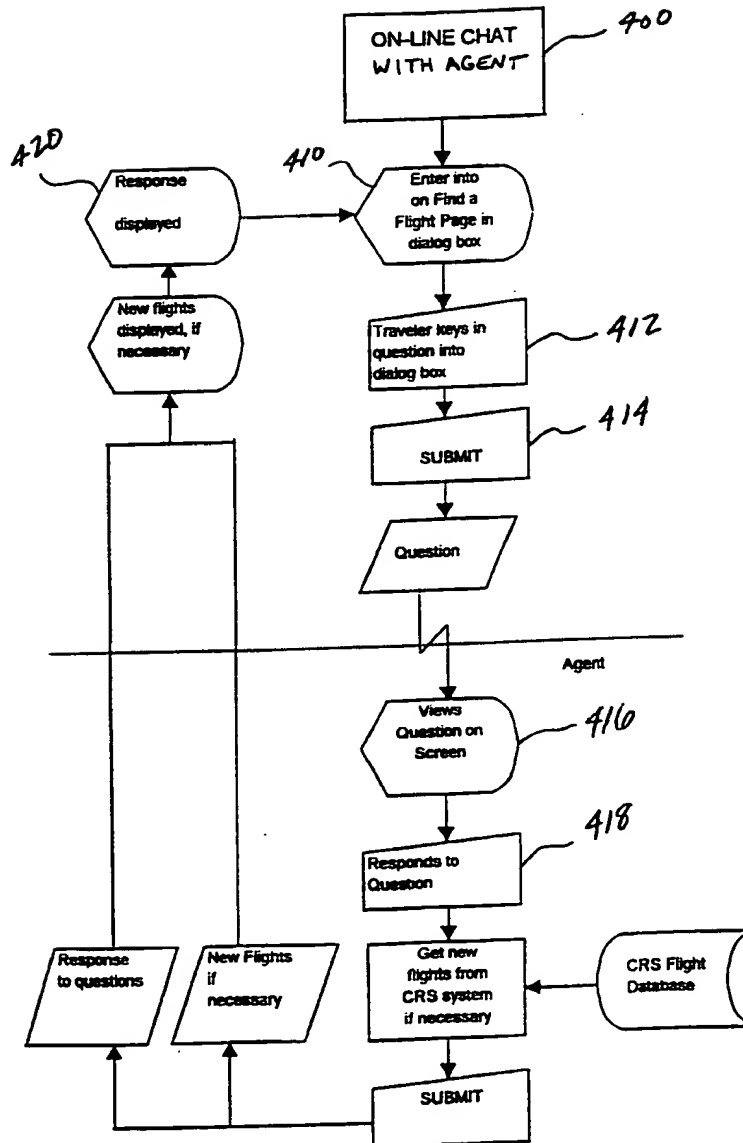 ON-LINE CHAT
WITH AGENT
400
420
Response
displayed
410
Enter into
on Find a
Flight Page in
dialog box
New flights
displayed, if
necessary
Traveler keys in
question into
dialog box
412
SUBMIT
414
Question
Agent
Views
Question on
Screen
416
Responds to
Question
418
Response
to questions
New Flights
if
necessary
Get new
flights from
CRS system
if necessary
CRS Flight
Database
SUBMIT